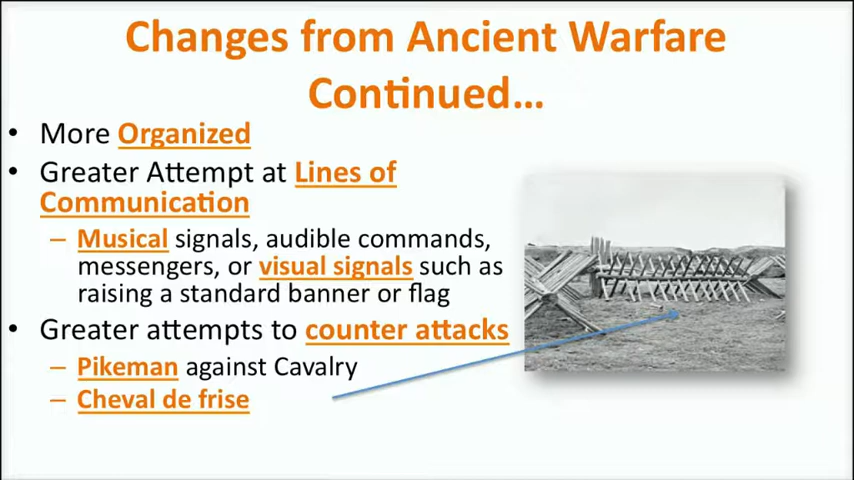 Changes from Ancient Warfare
Continued...
• More Organized
• Greater Attempt at Lines of
Communication
– Musical signals, audible commands,
messengers, or visual signals such as
raising a standard banner or flag
• Greater attempts to counter attacks
– Pikeman against Cavalry
– Cheval de frise